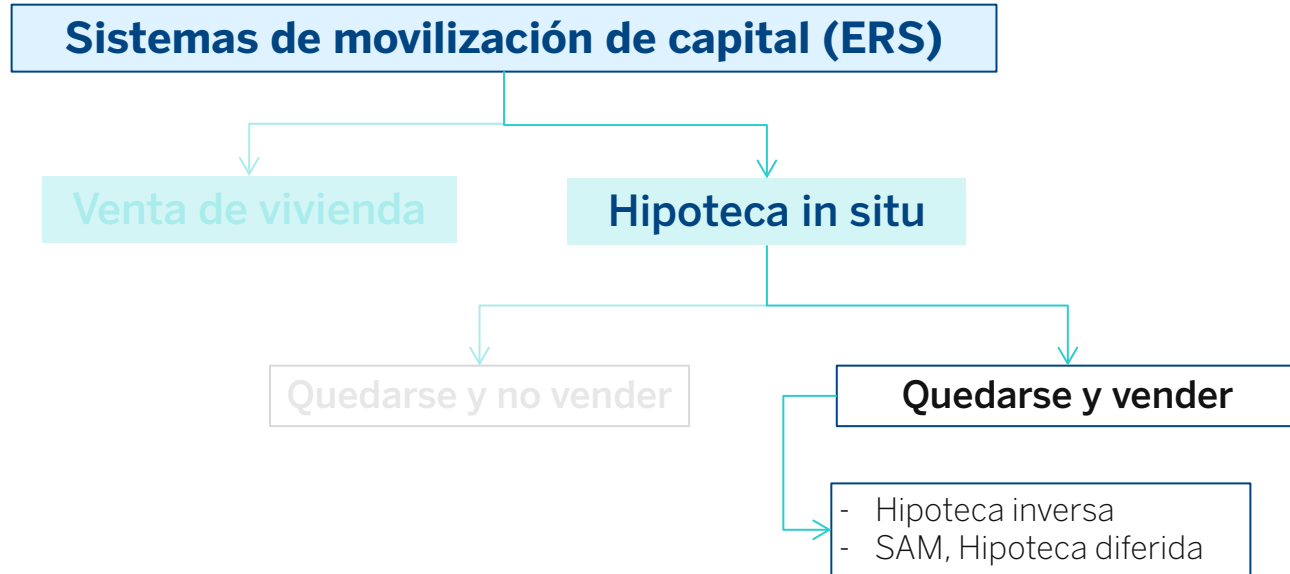 Sistemas de movilización de capital (ERS)
Venta de vivienda
Hipoteca in situ
Quedarse y no vender
Quedarse y vender
- Hipoteca inversa
- SAM, Hipoteca diferida